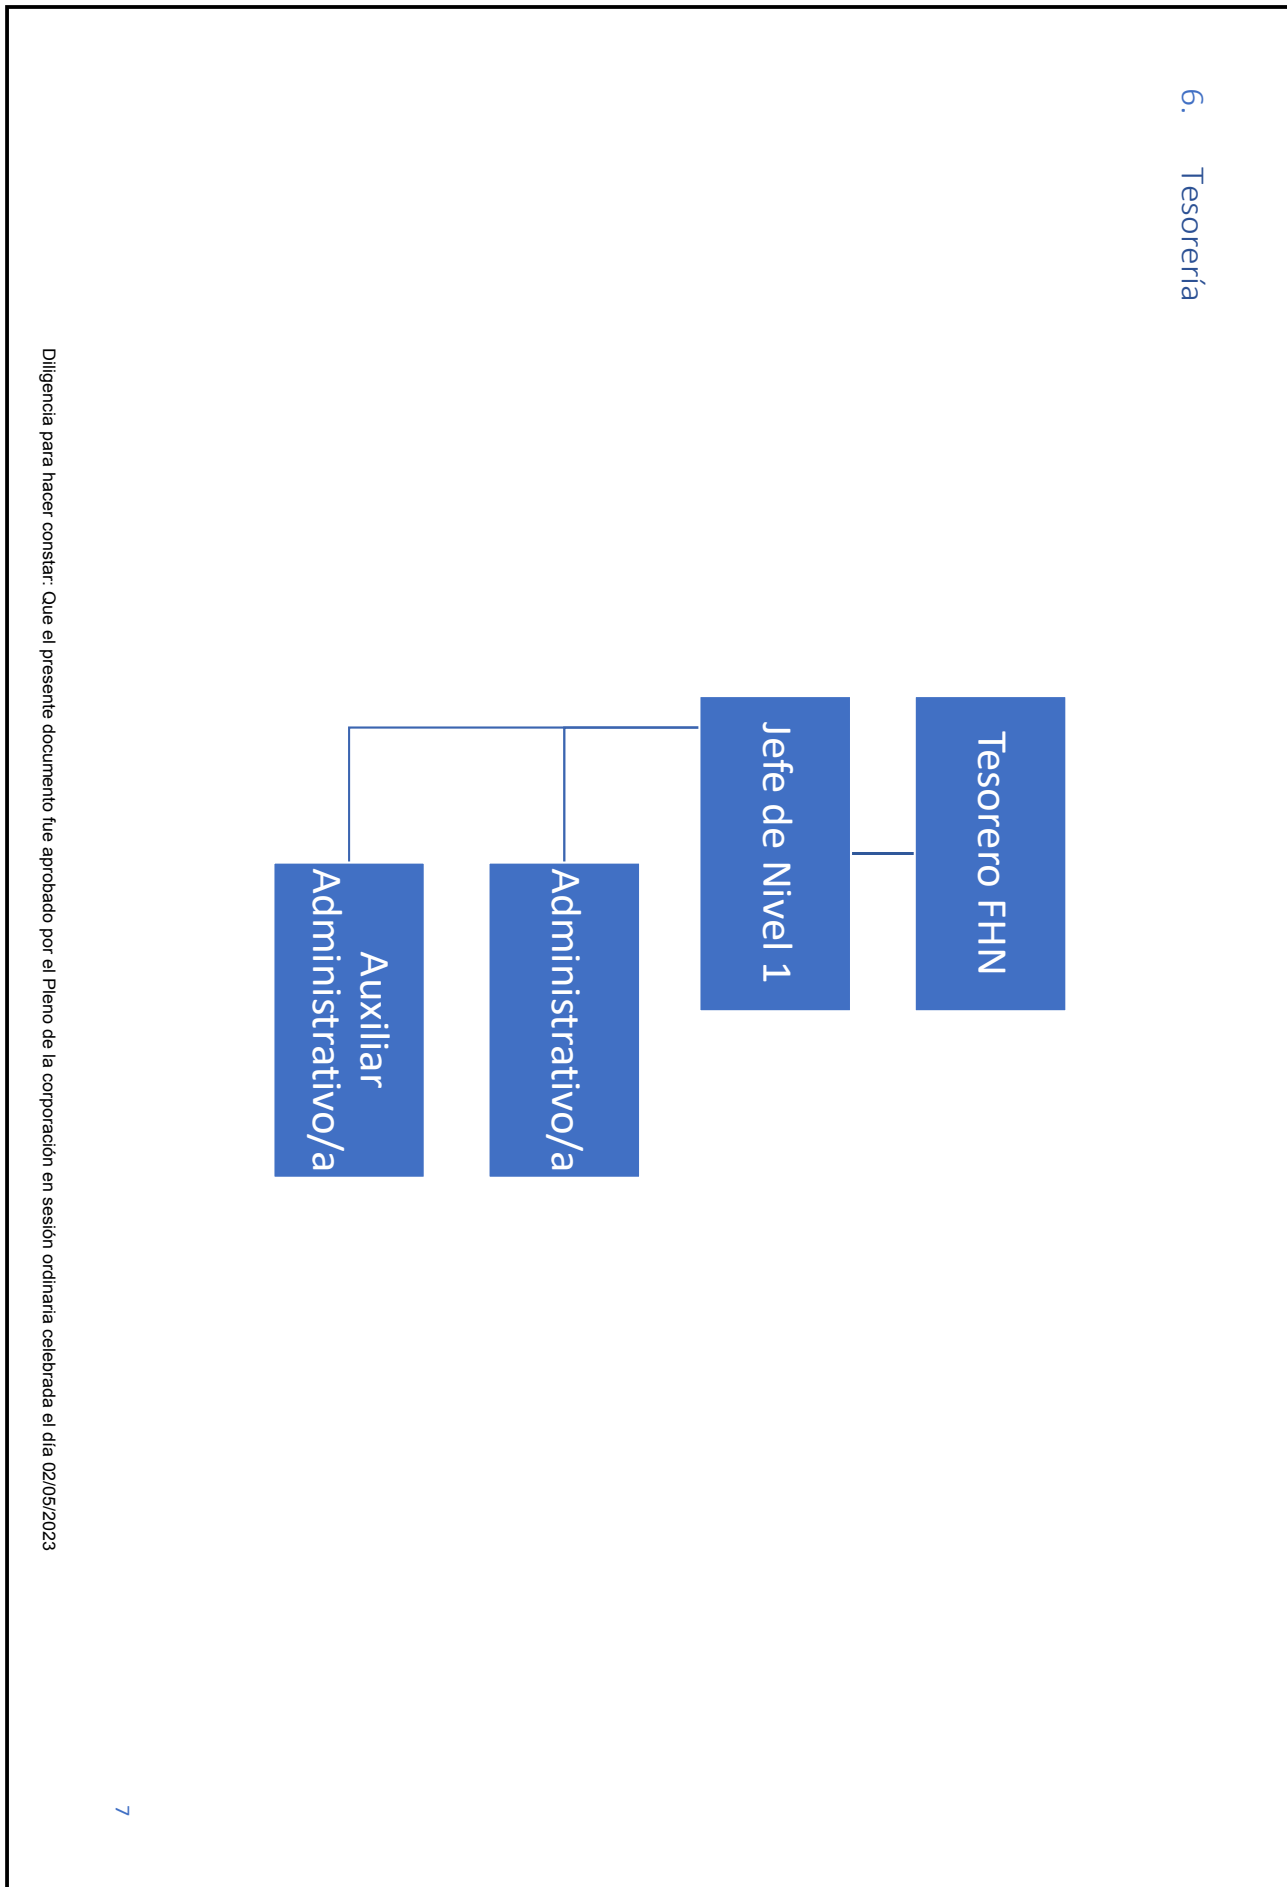 6. Tesorería
Tesorero FHN
Jefe de Nivel 1
Administrativo/a
Auxiliar
Administrativo/a
7
Diligencia para hacer constar: Que el presente documento fue aprobado por el Pleno de la corporación en sesión ordinaria celebrada el día 02/05/2023